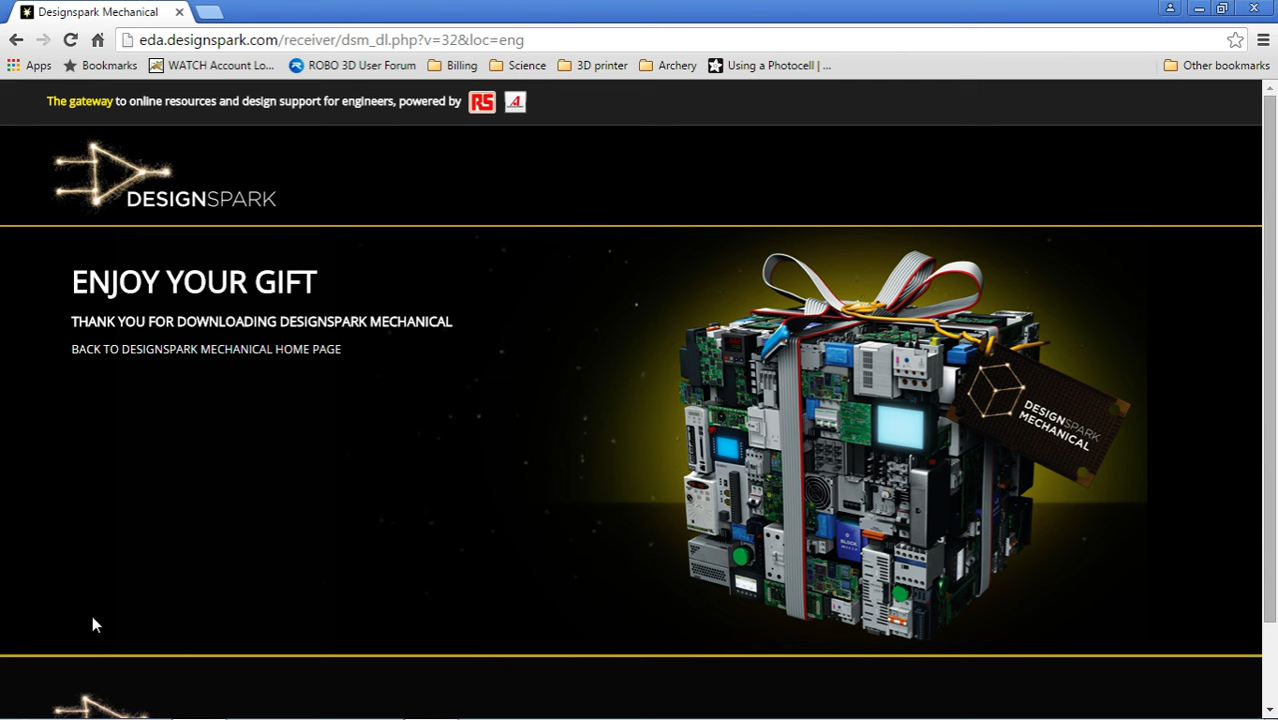 Designspark Mechanical
eda.designspark.com/receiver/dsm_dl.php?v=32&loc=eng
Apps Bookmarks WATCH Account Lo... ROBO 3D User Forum Billing Science 3D printer Archery Using a Photocell | ... Other bookmarks
The gateway to online resources and design support for engineers, powered by RS A
DESIGNSPARK
ENJOY YOUR GIFT
THANK YOU FOR DOWNLOADING DESIGNSPARK MECHANICAL
BACK TO DESIGNSPARK MECHANICAL HOME PAGE
DESIGNSPARK
MECHANICAL
BLOCK